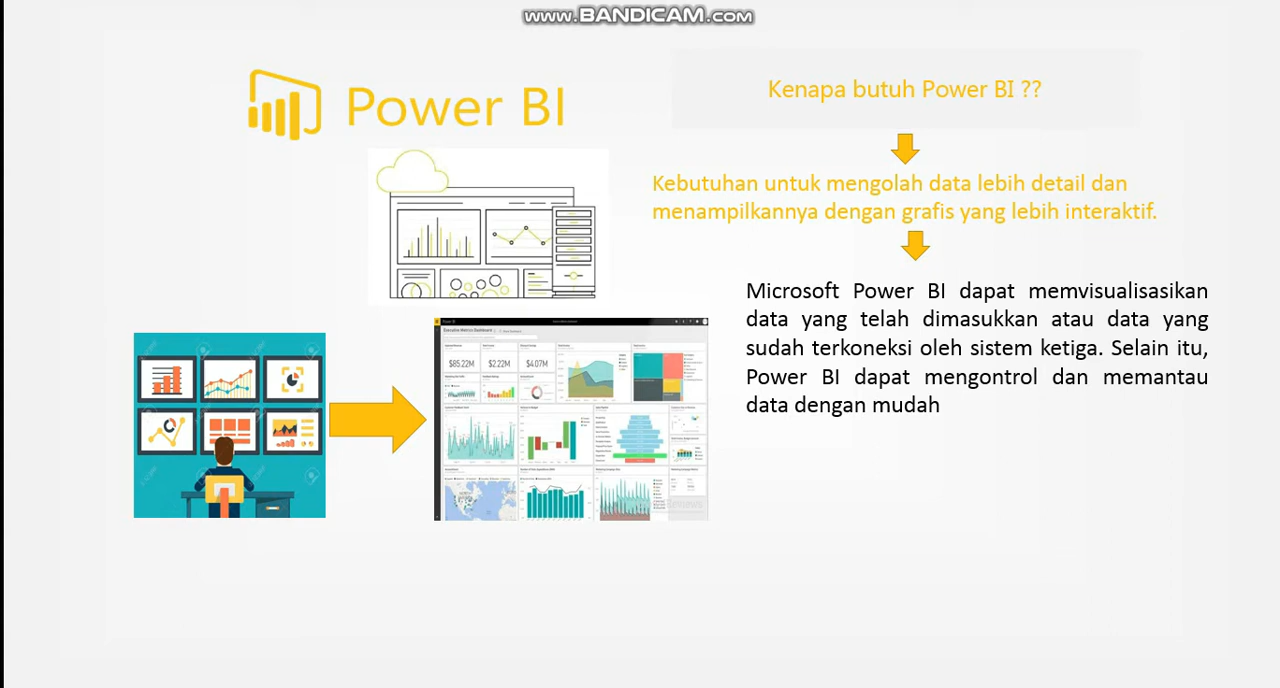 www.BANDICAM.com
Power BI
Kenapa butuh Power BI ??
Kebutuhan untuk mengolah data lebih detail dan
menampilkannya dengan grafis yang lebih interaktif.
Microsoft Power BI dapat memvisualisasikan
data yang telah dimasukkan atau data yang
sudah terkoneksi oleh sistem ketiga. Selain itu,
Power BI dapat mengontrol dan memantau
data dengan mudah
$85.22M
$2.22M
$4.07M